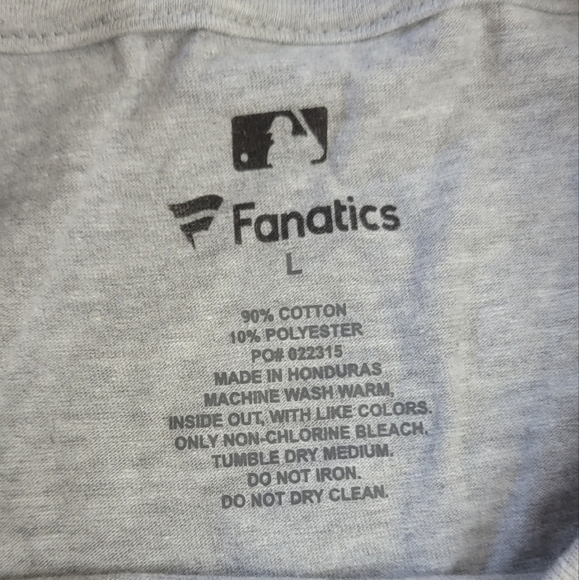 Fanatics
L
90% COTTON
10% POLYESTER
PO# 022315
MADE IN HONDURAS
MACHINE WASH WARM,
INSIDE OUT, WITH LIKE COLORS.
ONLY NON-CHLORINE BLEACH.
TUMBLE DRY MEDIUM.
DO NOT IRON.
DO NOT DRY CLEAN.